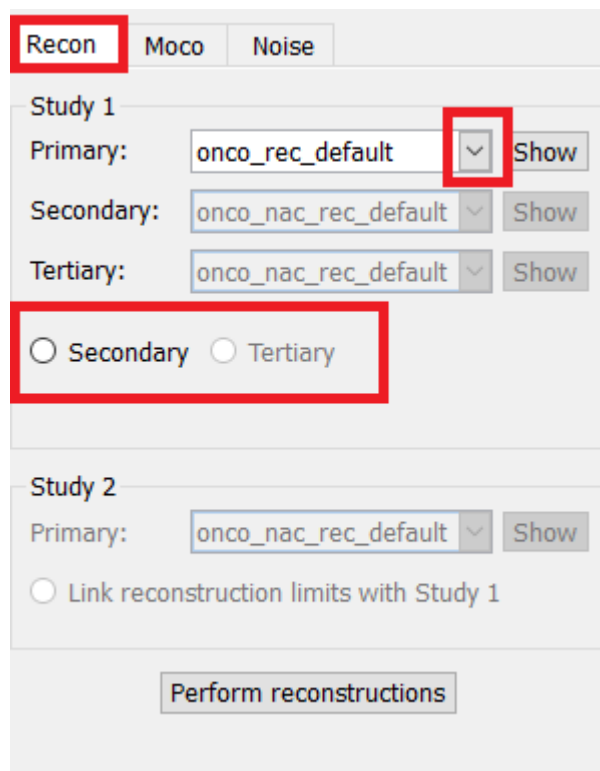 Recon Moco Noise
Study 1
Primary: onco_rec_default Show
Secondary: onco_nac_rec_default Show
Tertiary: onco_nac_rec_default Show
Secondary Tertiary
Study 2
Primary: onco_nac_rec_default Show
Link reconstruction limits with Study 1
Perform reconstructions